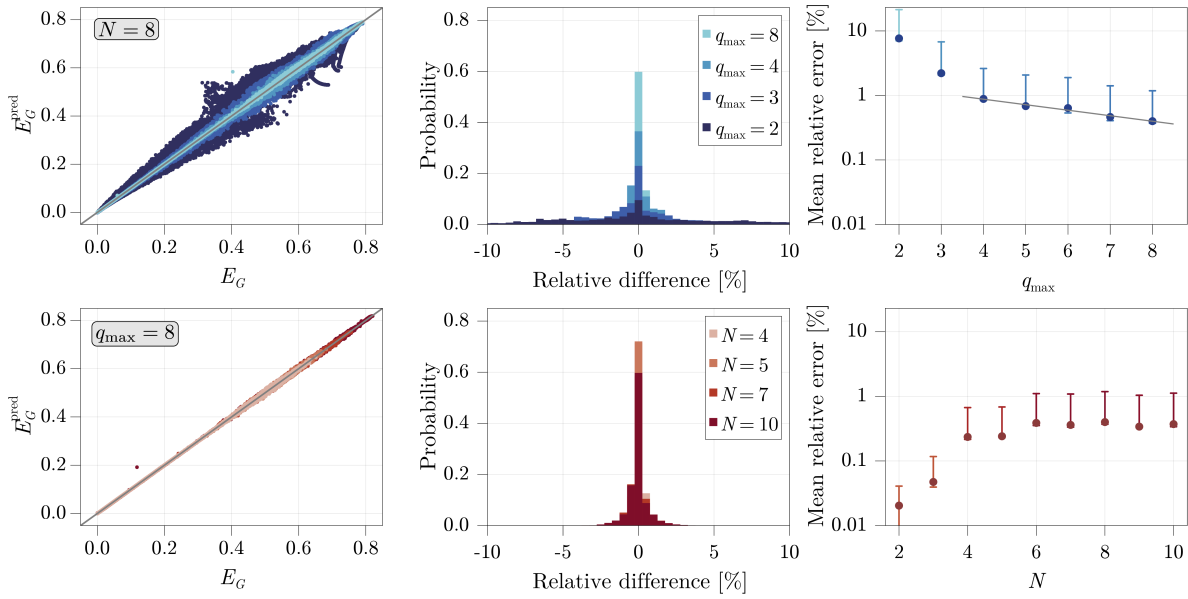 N = 8
0.8
0.6
0.4
0.2
0.0
0.0 0.2 0.4 0.6 0.8
E_G^pred
E_G
q_max = 8
q_max = 4
q_max = 3
q_max = 2
0.8
0.6
0.4
0.2
0.0
-10 -5 0 5 10
Probability
Relative difference [%]
10
1
0.1
0.01
2 3 4 5 6 7 8
Mean relative error [%]
q_max
q_max = 8
0.8
0.6
0.4
0.2
0.0
0.0 0.2 0.4 0.6 0.8
E_G^pred
E_G
N = 4
N = 5
N = 7
N = 10
0.8
0.6
0.4
0.2
0.0
-10 -5 0 5 10
Probability
Relative difference [%]
10
1
0.1
0.01
2 4 6 8 10
Mean relative error [%]
N